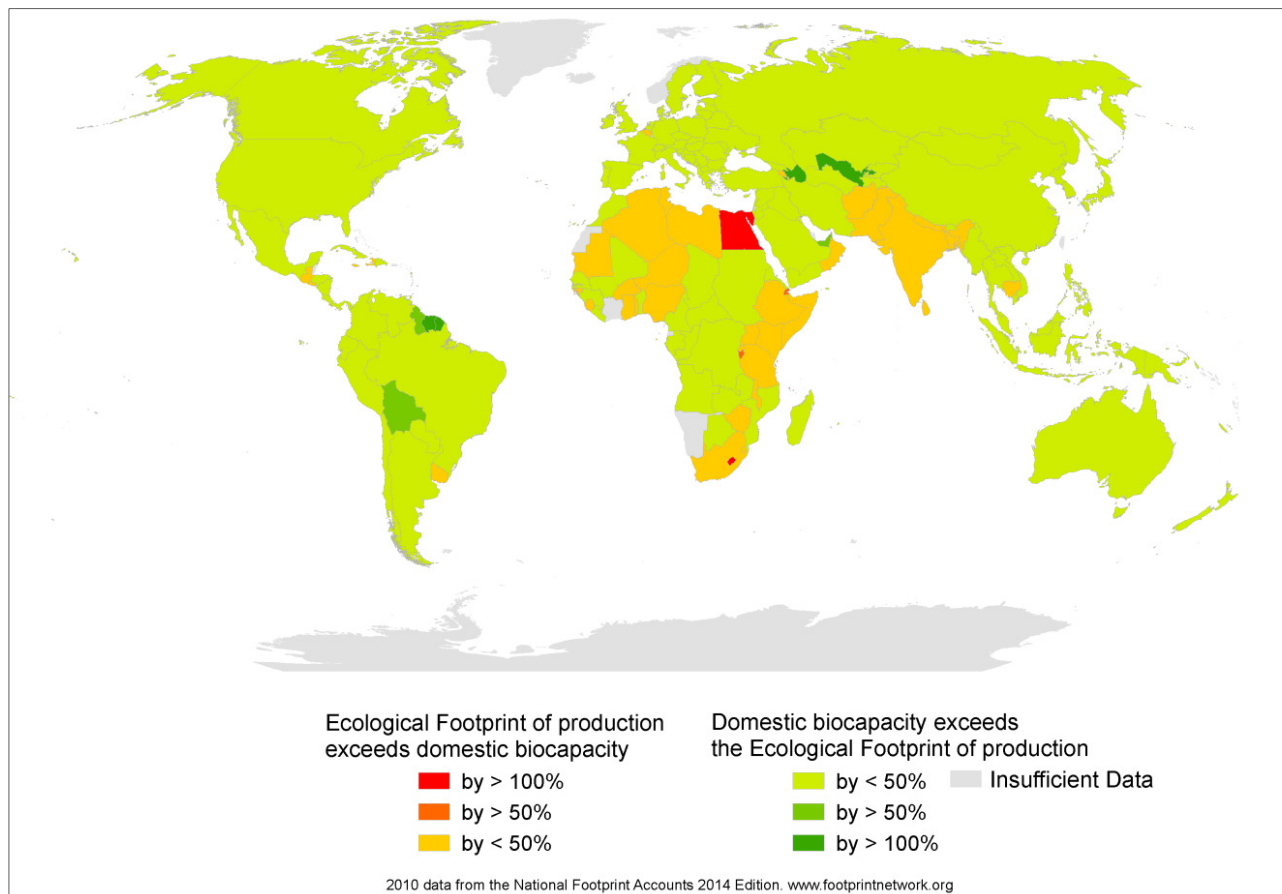 Ecological Footprint of production
exceeds domestic biocapacity
by > 100%
by > 50%
by < 50%
Domestic biocapacity exceeds
the Ecological Footprint of production
by < 50%
by > 50%
by > 100%
Insufficient Data
2010 data from the National Footprint Accounts 2014 Edition. www.footprintnetwork.org